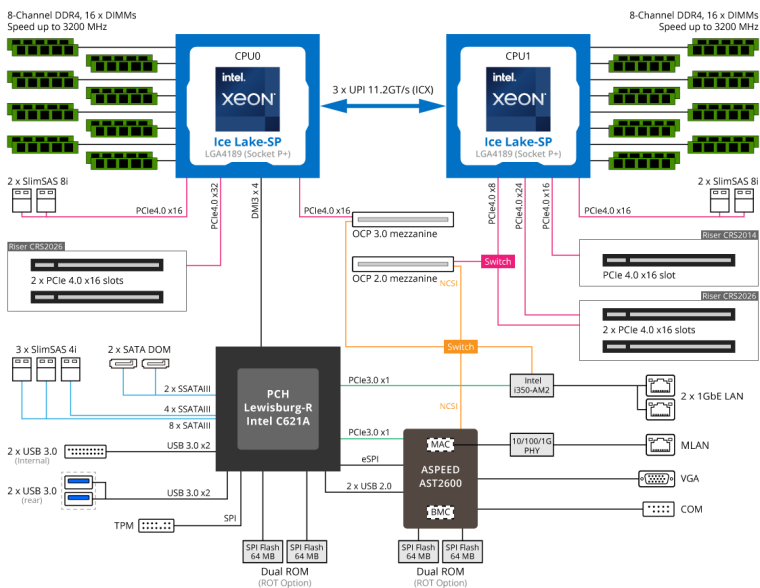 8-Channel DDR4, 16 x DIMMs
Speed up to 3200 MHz
8-Channel DDR4, 16 x DIMMs
Speed up to 3200 MHz
CPU0
intel.
XEON®
Ice Lake-SP
LGA4189 (Socket P+)
3 x UPI 11.2GT/s (ICX)
CPU1
intel.
XEON®
Ice Lake-SP
LGA4189 (Socket P+)
2 x SlimSAS 8i
PCIe4.0 x16
PCIe4.0 x32
DMI3 x 4
PCIe4.0 x16
PCIe4.0 x8
PCIe4.0 x24
PCIe4.0 x16
PCIe4.0 x16
2 x SlimSAS 8i
OCP 3.0 mezzanine
OCP 2.0 mezzanine
NCSI
Switch
Riser CRS2026
2 x PCIe 4.0 x16 slots
Riser CRS2014
PCIe 4.0 x16 slot
Riser CRS2026
2 x PCIe 4.0 x16 slots
Switch
3 x SlimSAS 4i
2 x SATA DOM
2 x SSATAIII
4 x SSATAIII
8 x SATAIII
PCH
Lewisburg-R
Intel C621A
PCIe3.0 x1
Intel
i350-AM2
2 x 1GbE LAN
NCSI
PCIe3.0 x1
MAC
10/100/1G
PHY
MLAN
2 x USB 3.0
(Internal)
USB 3.0 x2
eSPI
ASPEED
AST2600
VGA
2 x USB 3.0
(rear)
USB 3.0 x2
2 x USB 2.0
BMC
COM
TPM
SPI
SPI Flash
64 MB
SPI Flash
64 MB
Dual ROM
(ROT Option)
SPI Flash
64 MB
SPI Flash
64 MB
Dual ROM
(ROT Option)